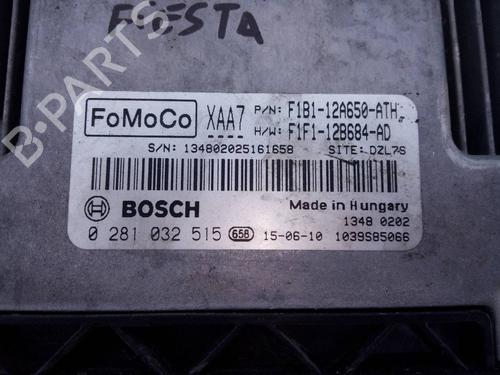 FIESTA
B-PARTS
FoMoCo XAA7 P/N: F1B1-12A650-ATH
H/W: F1F1-12B684-AD
S/N: 134802025161658 SITE: DZL7S
BOSCH Made in Hungary
1348 0202
0 281 032 515 658 15-06-10 1039S85066